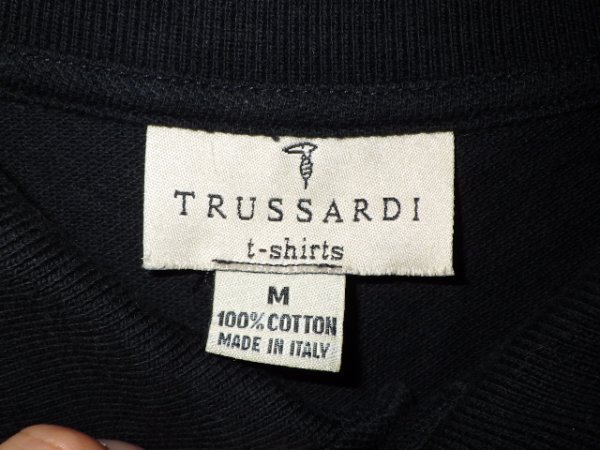 TRUSSARDI
t-shirts
M
100% COTTON
MADE IN ITALY